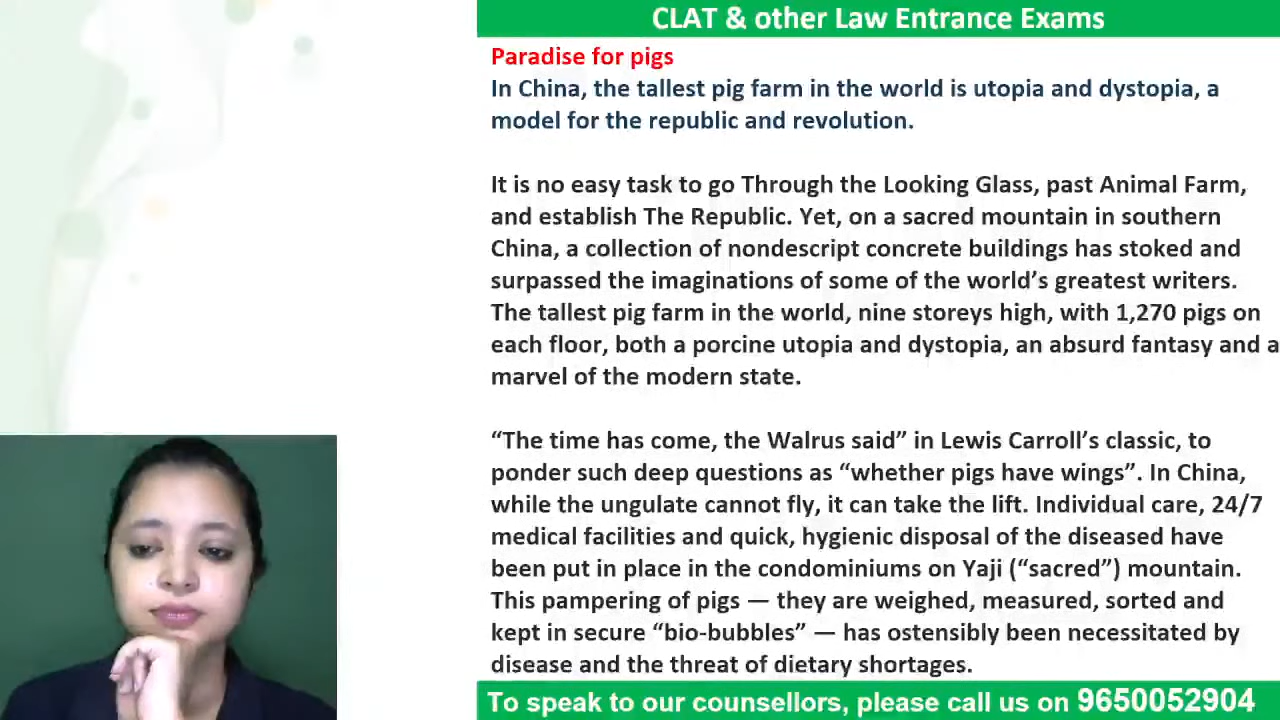 CLAT & other Law Entrance Exams
Paradise for pigs
In China, the tallest pig farm in the world is utopia and dystopia, a
model for the republic and revolution.
It is no easy task to go Through the Looking Glass, past Animal Farm,
and establish The Republic. Yet, on a sacred mountain in southern
China, a collection of nondescript concrete buildings has stoked and
surpassed the imaginations of some of the world’s greatest writers.
The tallest pig farm in the world, nine storeys high, with 1,270 pigs on
each floor, both a porcine utopia and dystopia, an absurd fantasy and a
marvel of the modern state.
“The time has come, the Walrus said” in Lewis Carroll’s classic, to
ponder such deep questions as “whether pigs have wings”. In China,
while the ungulate cannot fly, it can take the lift. Individual care, 24/7
medical facilities and quick, hygienic disposal of the diseased have
been put in place in the condominiums on Yaji (“sacred”) mountain.
This pampering of pigs — they are weighed, measured, sorted and
kept in secure “bio-bubbles” — has ostensibly been necessitated by
disease and the threat of dietary shortages.
To speak to our counsellors, please call us on 9650052904